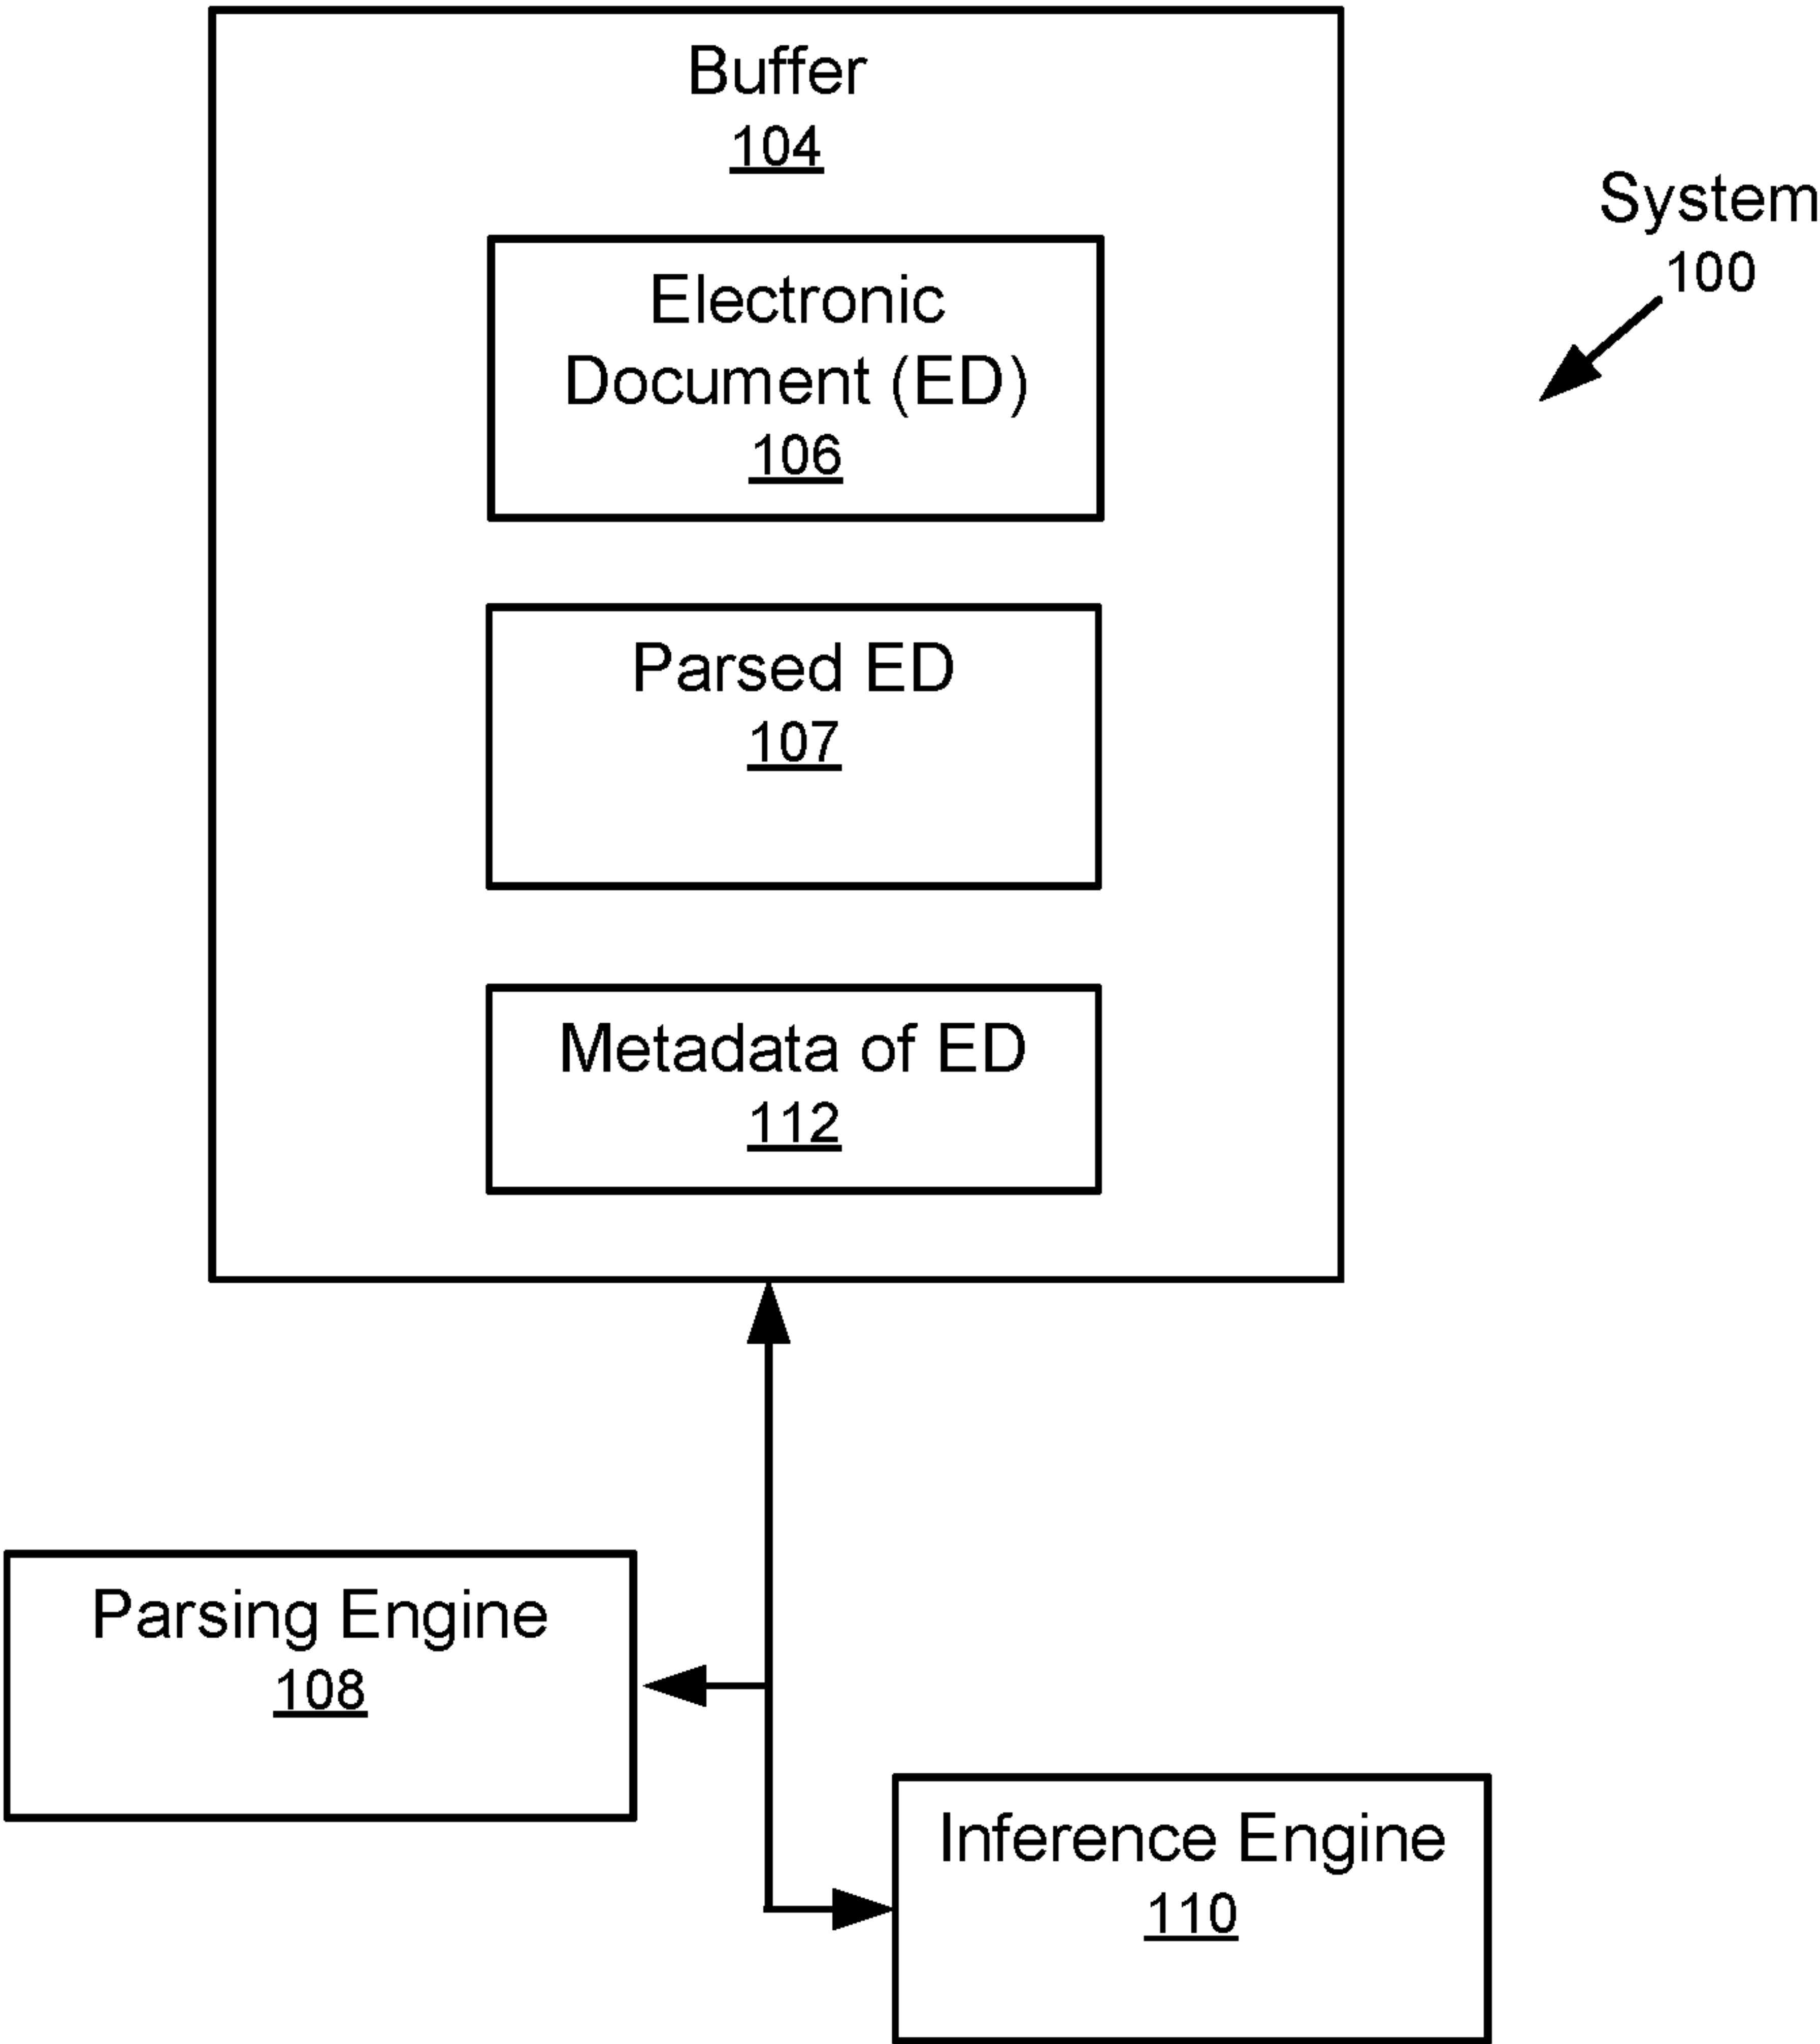 Buffer
104
System
100
Electronic
Document (ED)
106
Parsed ED
107
Metadata of ED
112
Parsing Engine
108
Inference Engine
110